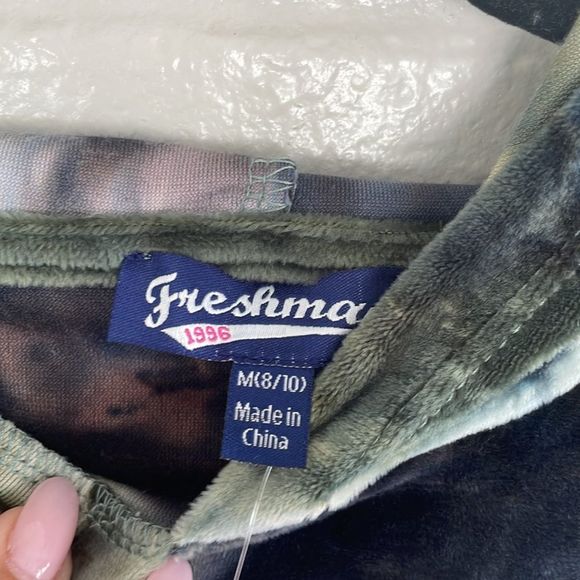 Freshma
1996
M(8/10)
Made in
China